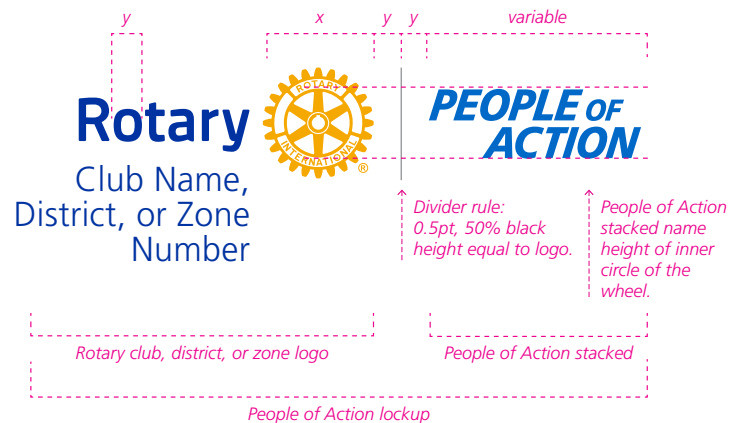 y
x
y
y
variable
Rotary
ROTARY
INTERNATIONAL
®
PEOPLE OF
ACTION
Club Name,
District, or Zone
Number
Divider rule:
0.5pt, 50% black
height equal to logo.
People of Action
stacked name
height of inner
circle of the
wheel.
Rotary club, district, or zone logo
People of Action stacked
People of Action lockup